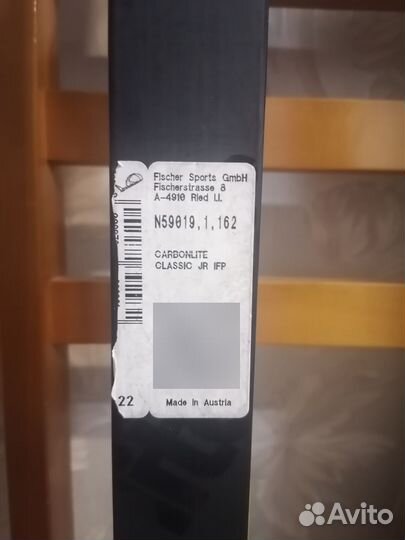 Fischer Sports GmbH
Fischerstrasse 8
A-4910 Ried i.I.
N59019,1,162
CARBONLITE
CLASSIC JR IFP
22
Made in Austria
Avito